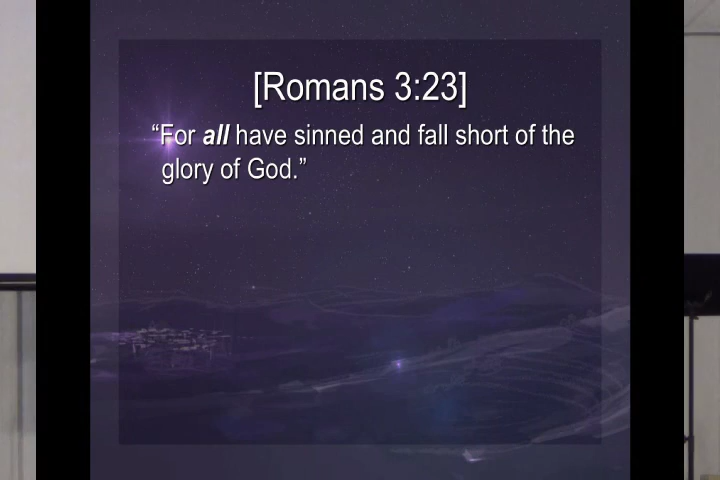 [Romans 3:23]
“For all have sinned and fall short of the
glory of God.”